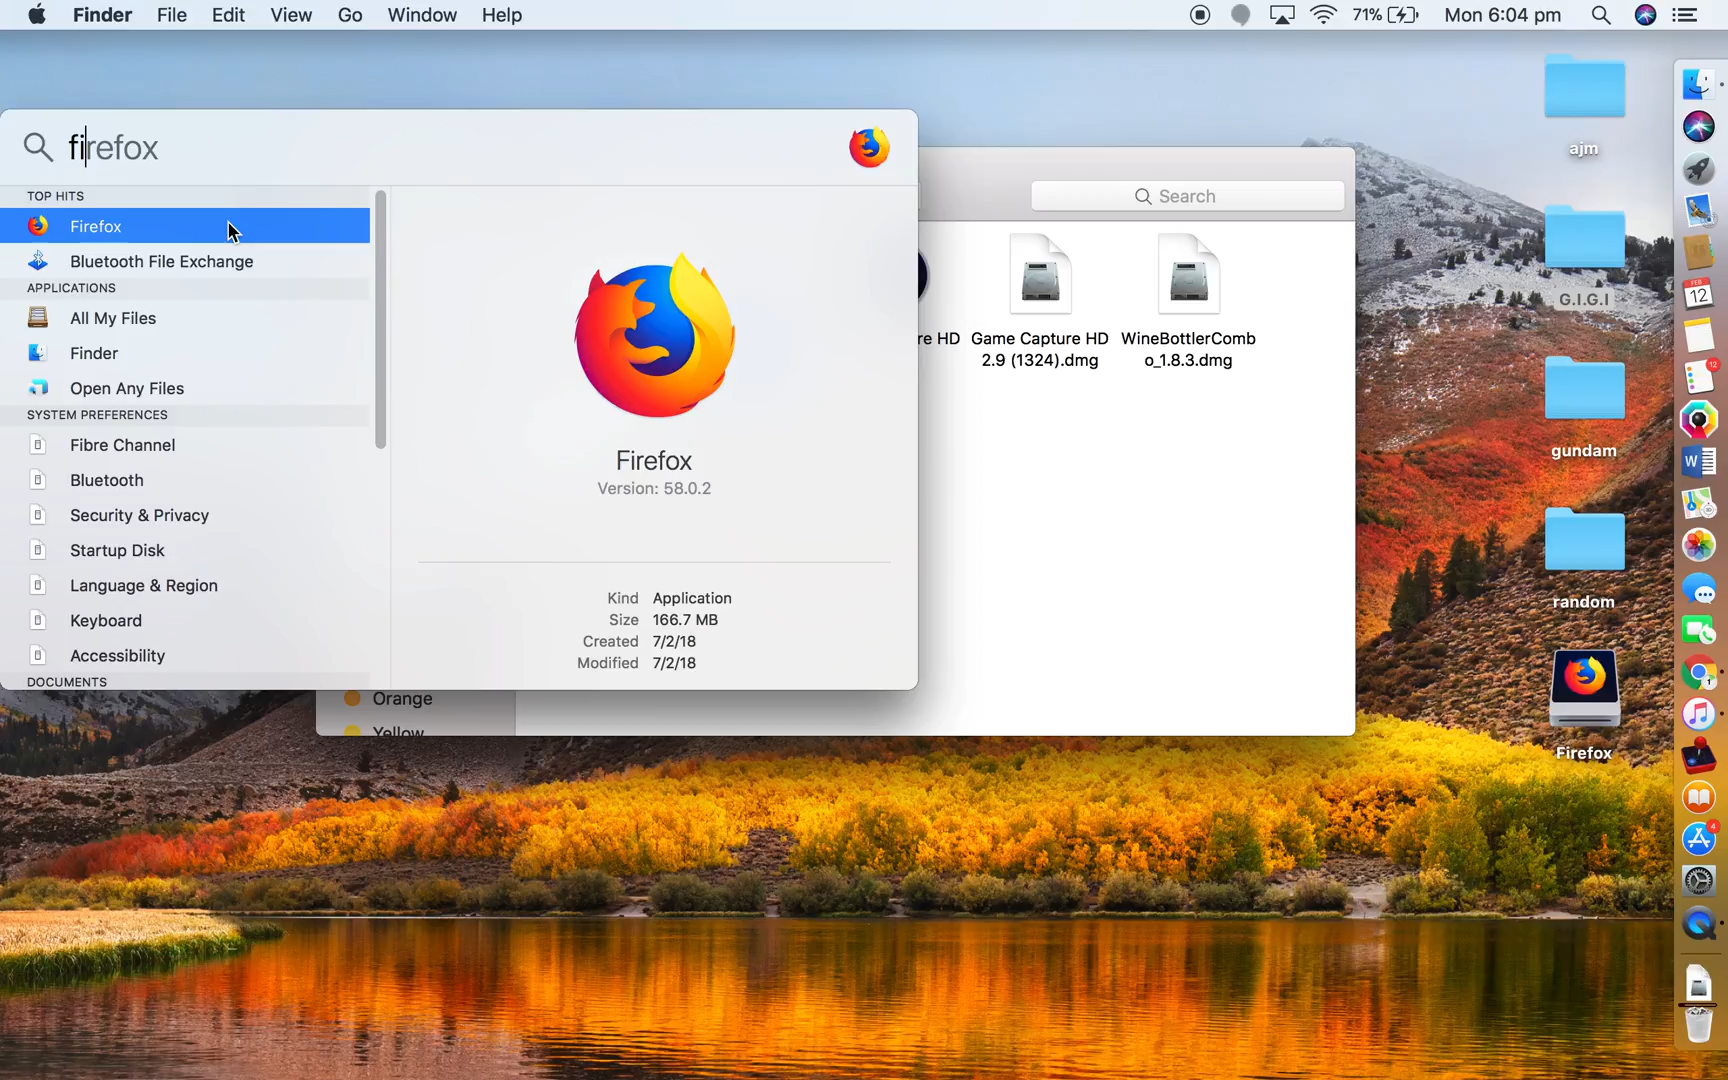 Finder File Edit View Go Window Help
71% Mon 6:04 pm
firefox
TOP HITS
Firefox
Bluetooth File Exchange
APPLICATIONS
All My Files
Finder
Open Any Files
SYSTEM PREFERENCES
Fibre Channel
Bluetooth
Security & Privacy
Startup Disk
Language & Region
Keyboard
Accessibility
DOCUMENTS
Firefox
Version: 58.0.2
Kind Application
Size 166.7 MB
Created 7/2/18
Modified 7/2/18
Search
re HD
Game Capture HD
2.9 (1324).dmg
WineBottlerComb
o_1.8.3.dmg
Orange
Yellow
ajm
G.I.G.I
gundam
random
Firefox
FEB
12
12
W
1
4